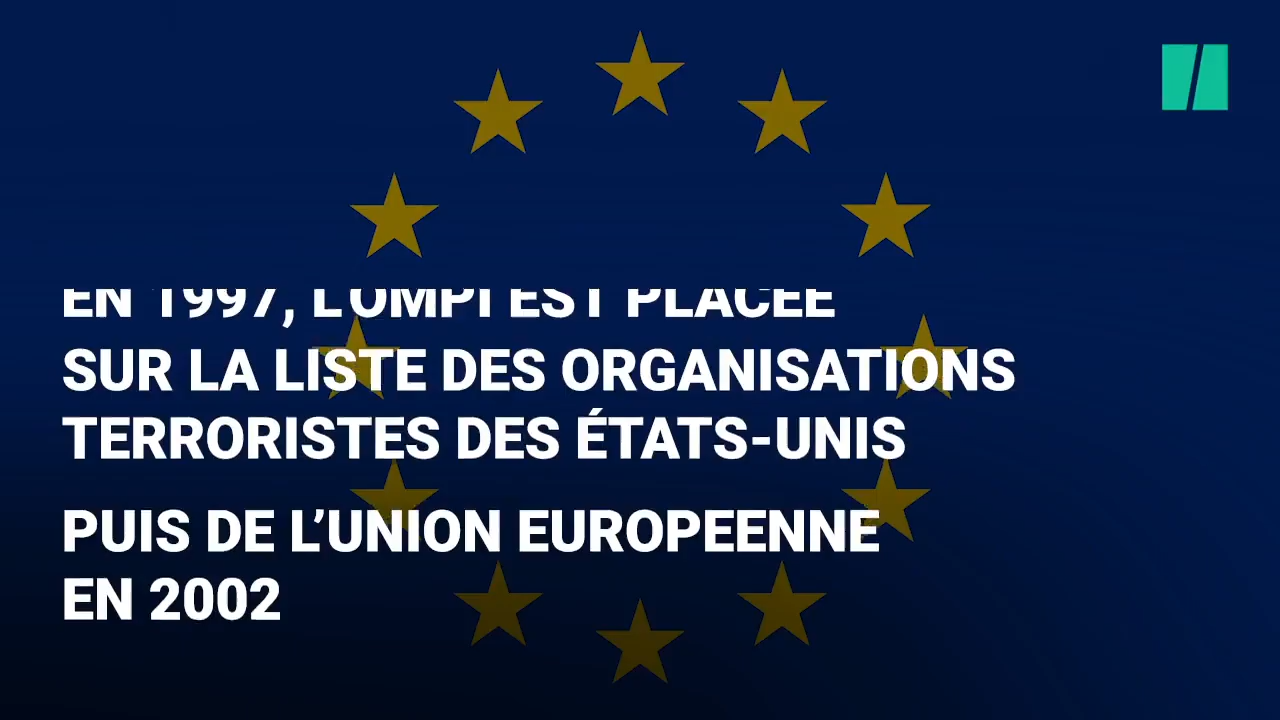 EN 1997, L'OMPI EST PLACÉE
SUR LA LISTE DES ORGANISATIONS
TERRORISTES DES ÉTATS-UNIS
PUIS DE L’UNION EUROPEENNE
EN 2002